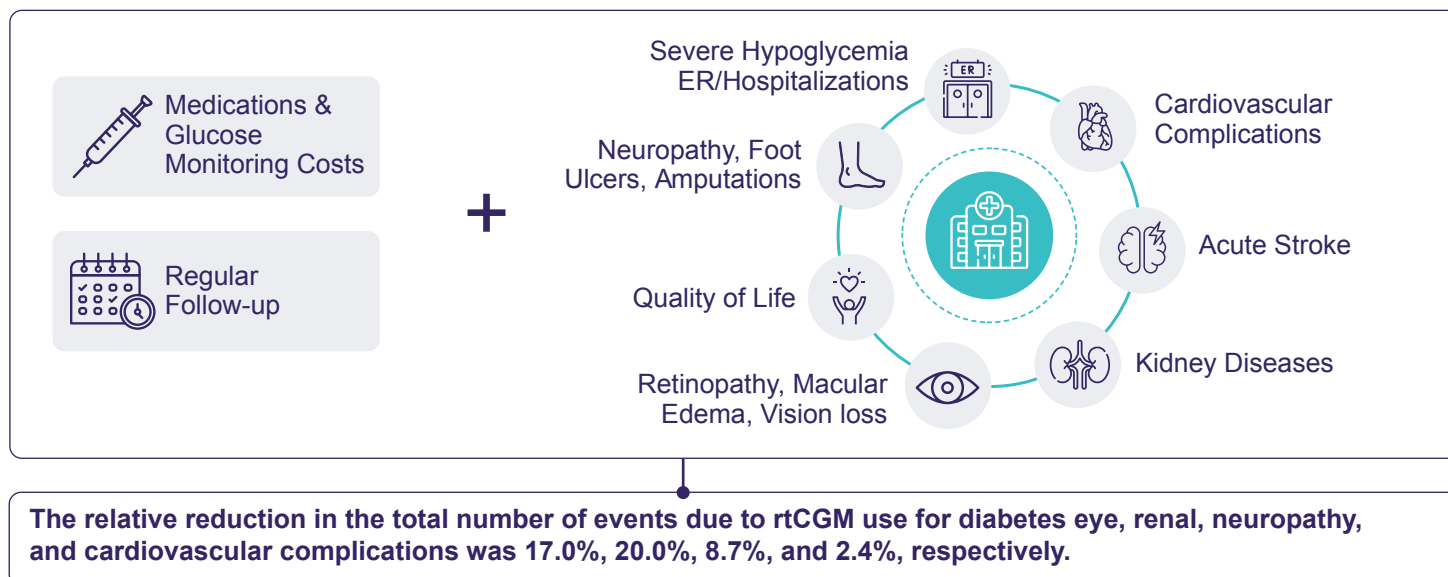 Medications &
Glucose
Monitoring Costs
Regular
Follow-up
+
Severe Hypoglycemia
ER/Hospitalizations
ER
Cardiovascular
Complications
Neuropathy, Foot
Ulcers, Amputations
Acute Stroke
Quality of Life
Kidney Diseases
Retinopathy, Macular
Edema, Vision loss
The relative reduction in the total number of events due to rtCGM use for diabetes eye, renal, neuropathy,
and cardiovascular complications was 17.0%, 20.0%, 8.7%, and 2.4%, respectively.